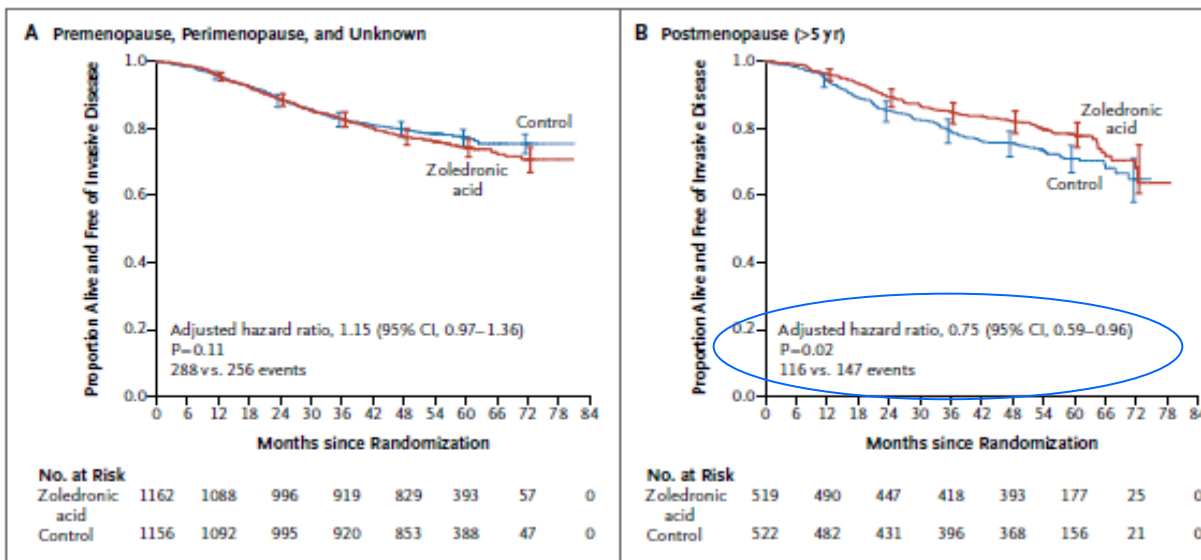 A Premenopause, Perimenopause, and Unknown
Proportion Alive and Free of Invasive Disease
1.0
0.8
0.6
0.4
0.2
0.0
Control
Zoledronic
acid
Adjusted hazard ratio, 1.15 (95% CI, 0.97–1.36)
P=0.11
288 vs. 256 events
0 6 12 18 24 30 36 42 48 54 60 66 72 78 84
Months since Randomization
No. at Risk
Zoledronic acid 1162 1088 996 919 829 393 57 0
Control 1156 1092 995 920 853 388 47 0
B Postmenopause (>5 yr)
Proportion Alive and Free of Invasive Disease
1.0
0.8
0.6
0.4
0.2
0.0
Zoledronic
acid
Control
Adjusted hazard ratio, 0.75 (95% CI, 0.59–0.96)
P=0.02
116 vs. 147 events
0 6 12 18 24 30 36 42 48 54 60 66 72 78 84
Months since Randomization
No. at Risk
Zoledronic acid 519 490 447 418 393 177 25 0
Control 522 482 431 396 368 156 21 0